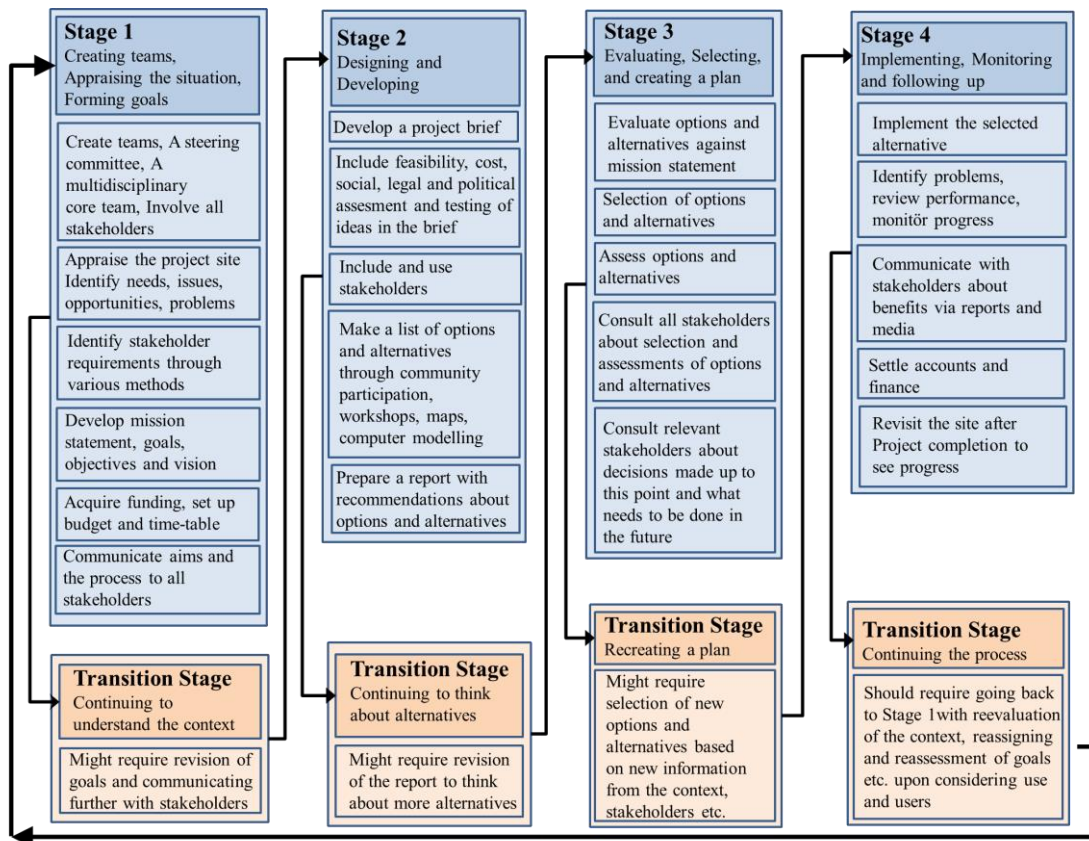 Stage 1
Creating teams,
Appraising the situation,
Forming goals
Create teams, A steering
committee, A
multidisciplinary
core team, Involve all
stakeholders
Appraise the project site
Identify needs, issues,
opportunities, problems
Identify stakeholder
requirements through
various methods
Develop mission
statement, goals,
objectives and vision
Acquire funding, set up
budget and time-table
Communicate aims and
the process to all
stakeholders
Transition Stage
Continuing to
understand the context
Might require revision of
goals and communicating
further with stakeholders
Stage 2
Designing and
Developing
Develop a project brief
Include feasibility, cost,
social, legal and political
assesment and testing of
ideas in the brief
Include and use
stakeholders
Make a list of options
and alternatives
through community
participation,
workshops, maps,
computer modelling
Prepare a report with
recommendations about
options and alternatives
Transition Stage
Continuing to think
about alternatives
Might require revision
of the report to think
about more alternatives
Stage 3
Evaluating, Selecting,
and creating a plan
Evaluate options and
alternatives against
mission statement
Selection of options
and alternatives
Assess options and
alternatives
Consult all stakeholders
about selection and
assessments of options
and alternatives
Consult relevant
stakeholders about
decisions made up to
this point and what
needs to be done in
the future
Transition Stage
Recreating a plan
Might require
selection of new
options and
alternatives based
on new information
from the context,
stakeholders etc.
Stage 4
Implementing, Monitoring
and following up
Implement the selected
alternative
Identify problems,
review performance,
monitör progress
Communicate with
stakeholders about
benefits via reports and
media
Settle accounts and
finance
Revisit the site after
Project completion to
see progress
Transition Stage
Continuing the process
Should require going back
to Stage 1with reevaluation
of the context, reassigning
and reassessment of goals
etc. upon considering use
and users